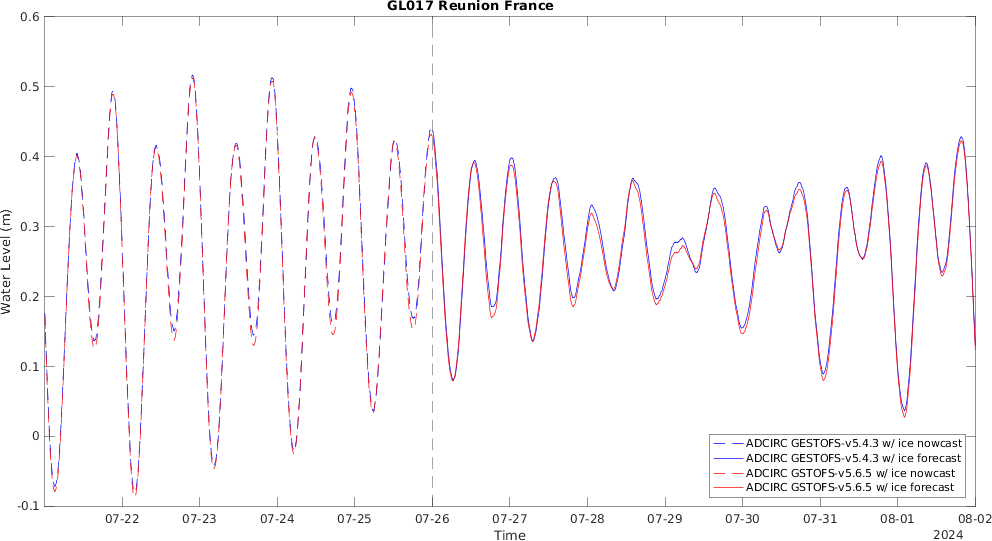 GL017 Reunion France
0.6
0.5
0.4
0.3
0.2
0.1
0
-0.1
Water Level (m)
ADCIRC GESTOFS-v5.4.3 w/ ice nowcast
ADCIRC GESTOFS-v5.4.3 w/ ice forecast
ADCIRC GSTOFS-v5.6.5 w/ ice nowcast
ADCIRC GSTOFS-v5.6.5 w/ ice forecast
07-22 07-23 07-24 07-25 07-26 07-27 07-28 07-29 07-30 07-31 08-01 08-02
Time
2024